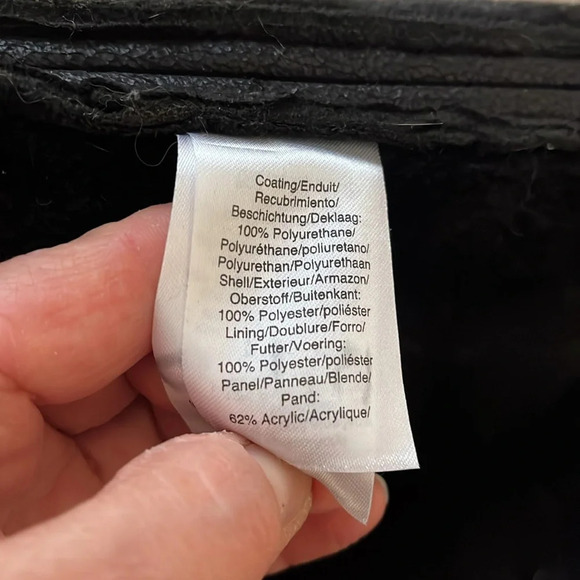 Coating/Enduit/
Recubrimiento/
Beschichtung/Deklaag:
100% Polyurethane/
Polyuréthane/poliuretano/
Polyurethan/Polyurethaan
Shell/Exterieur/Armazon/
Oberstoff/Buitenkant:
100% Polyester/poliéster
Lining/Doublure/Forro/
Futter/Voering:
100% Polyester/poliéster
Panel/Panneau/Blende/
Pand:
62% Acrylic/Acrylique/